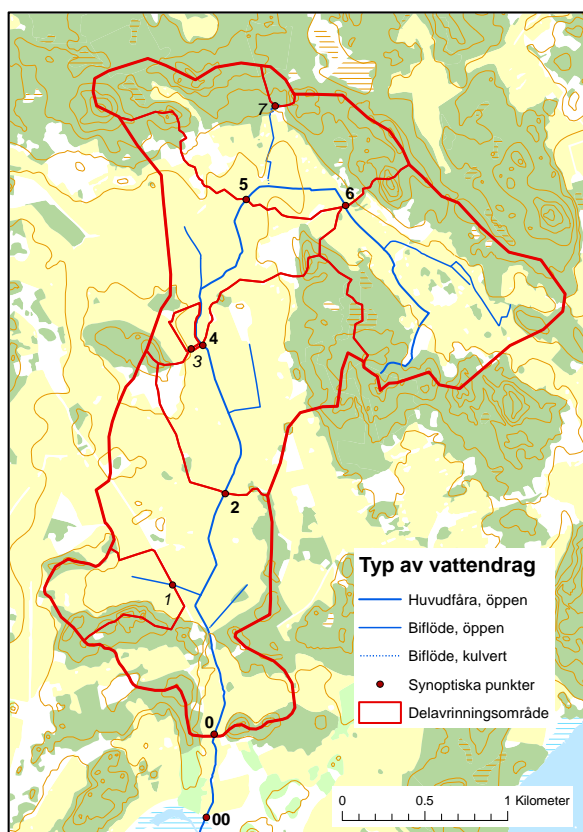 7
5
6
4
3
2
1
0
00
Typ av vattendrag
Huvudfåra, öppen
Biflöde, öppen
Biflöde, kulvert
Synoptiska punkter
Delavrinningsområde
0 0.5 1 Kilometer